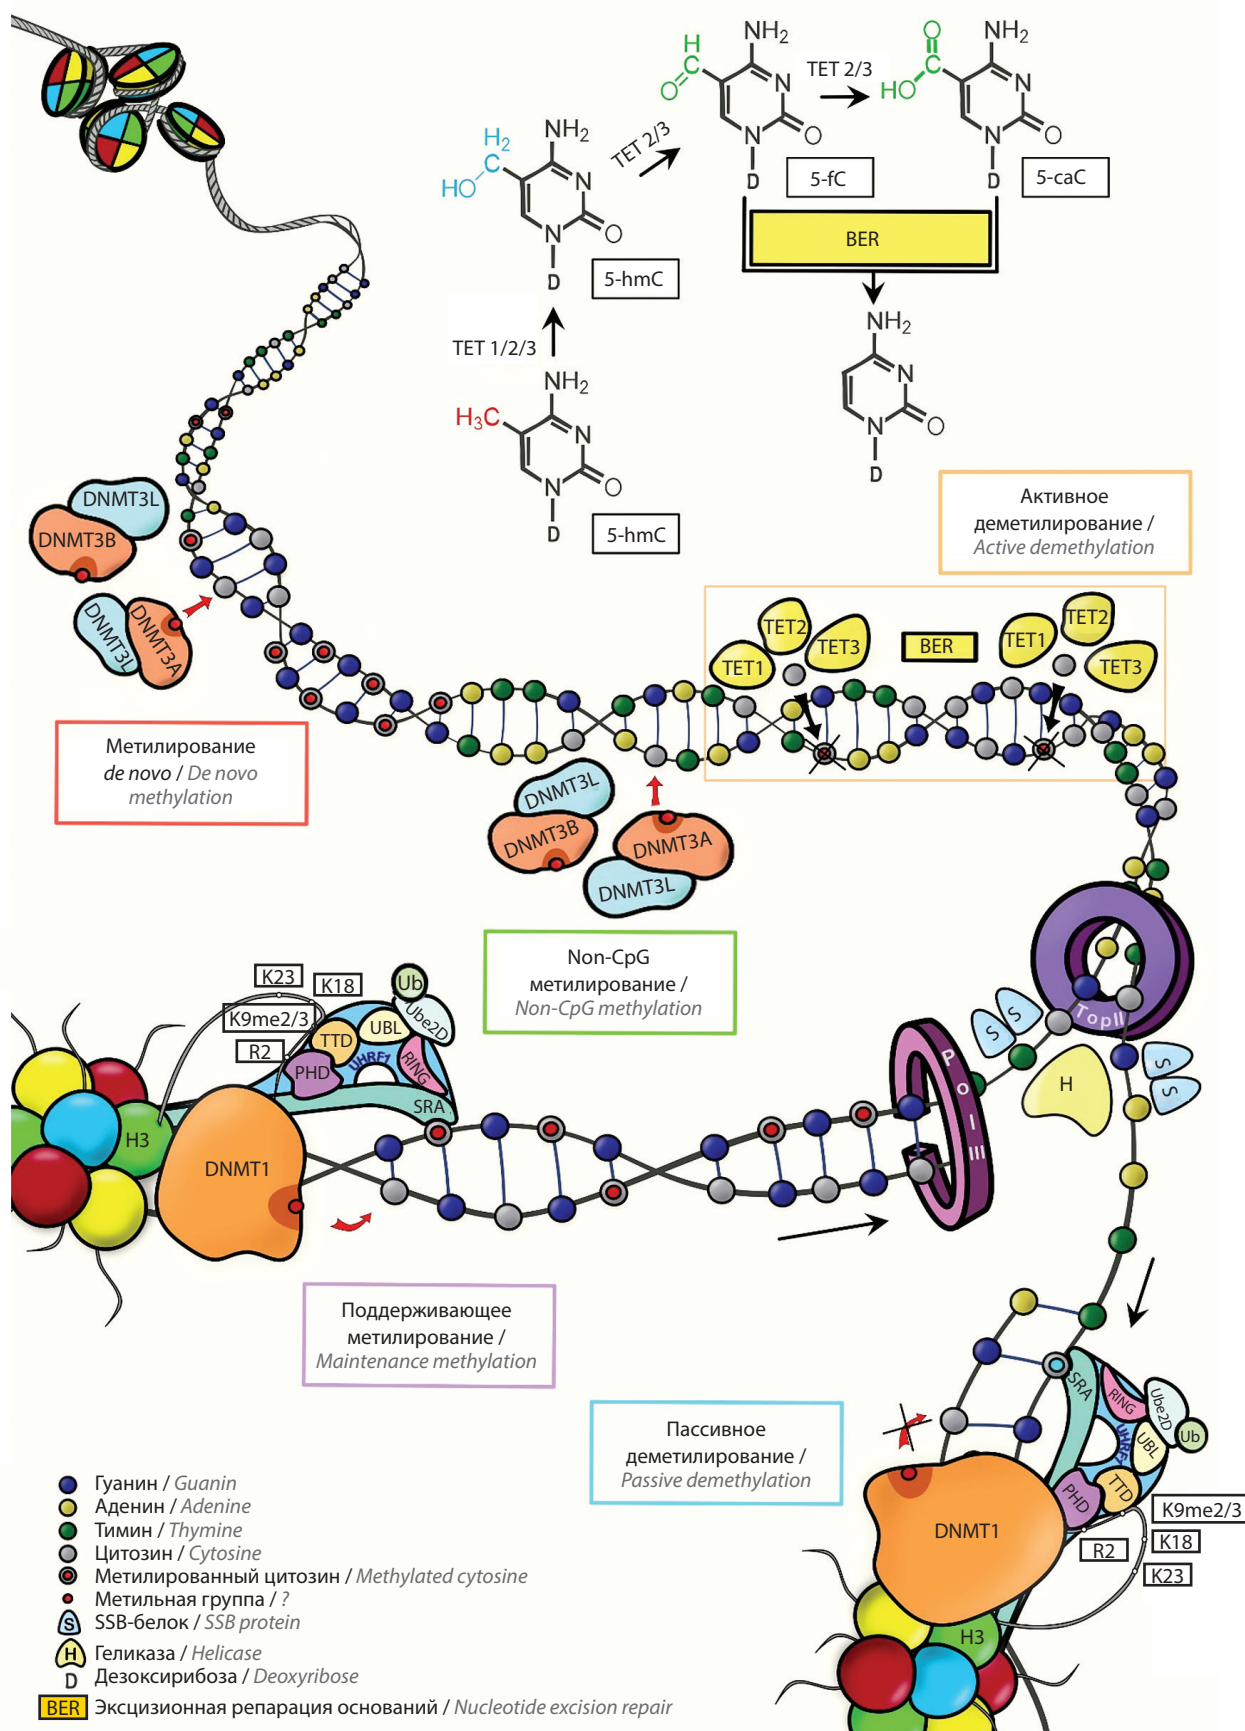 H
C
O
NH2
N
N
O
D
5-fC
TET 2/3
O
C
HO
NH2
N
N
O
D
5-caC
H2
C
HO
NH2
N
N
O
D
5-hmC
TET 2/3
BER
TET 1/2/3
H3C
NH2
N
N
O
D
5-hmC
NH2
N
N
O
D
Активное
деметилирование /
Active demethylation
DNMT3L
DNMT3B
DNMT3L
DNMT3A
TET1
TET2
TET3
BER
TET1
TET2
TET3
Метилирование
de novo / De novo
methylation
DNMT3L
DNMT3B
DNMT3A
DNMT3L
Non-CpG
метилирование /
Non-CpG methylation
TopII
S
S
H
S
S
Pol III
K23
K18
K9me2/3
R2
Ub
Ube2D
UBL
TTD
PHD
UHRF1
RING
SRA
H3
DNMT1
Поддерживающее
метилирование /
Maintenance methylation
Пассивное
деметилирование /
Passive demethylation
SRA
RING
Ube2D
Ub
UHRF1
UBL
TTD
PHD
DNMT1
K9me2/3
R2
K18
K23
H3
Гуанин / Guanin
Аденин / Adenine
Тимин / Thymine
Цитозин / Cytosine
Метилированный цитозин / Methylated cytosine
Метильная группа / ?
S SSB-белок / SSB protein
H Геликаза / Helicase
D Дезоксирибоза / Deoxyribose
BER Эксцизионная репарация оснований / Nucleotide excision repair